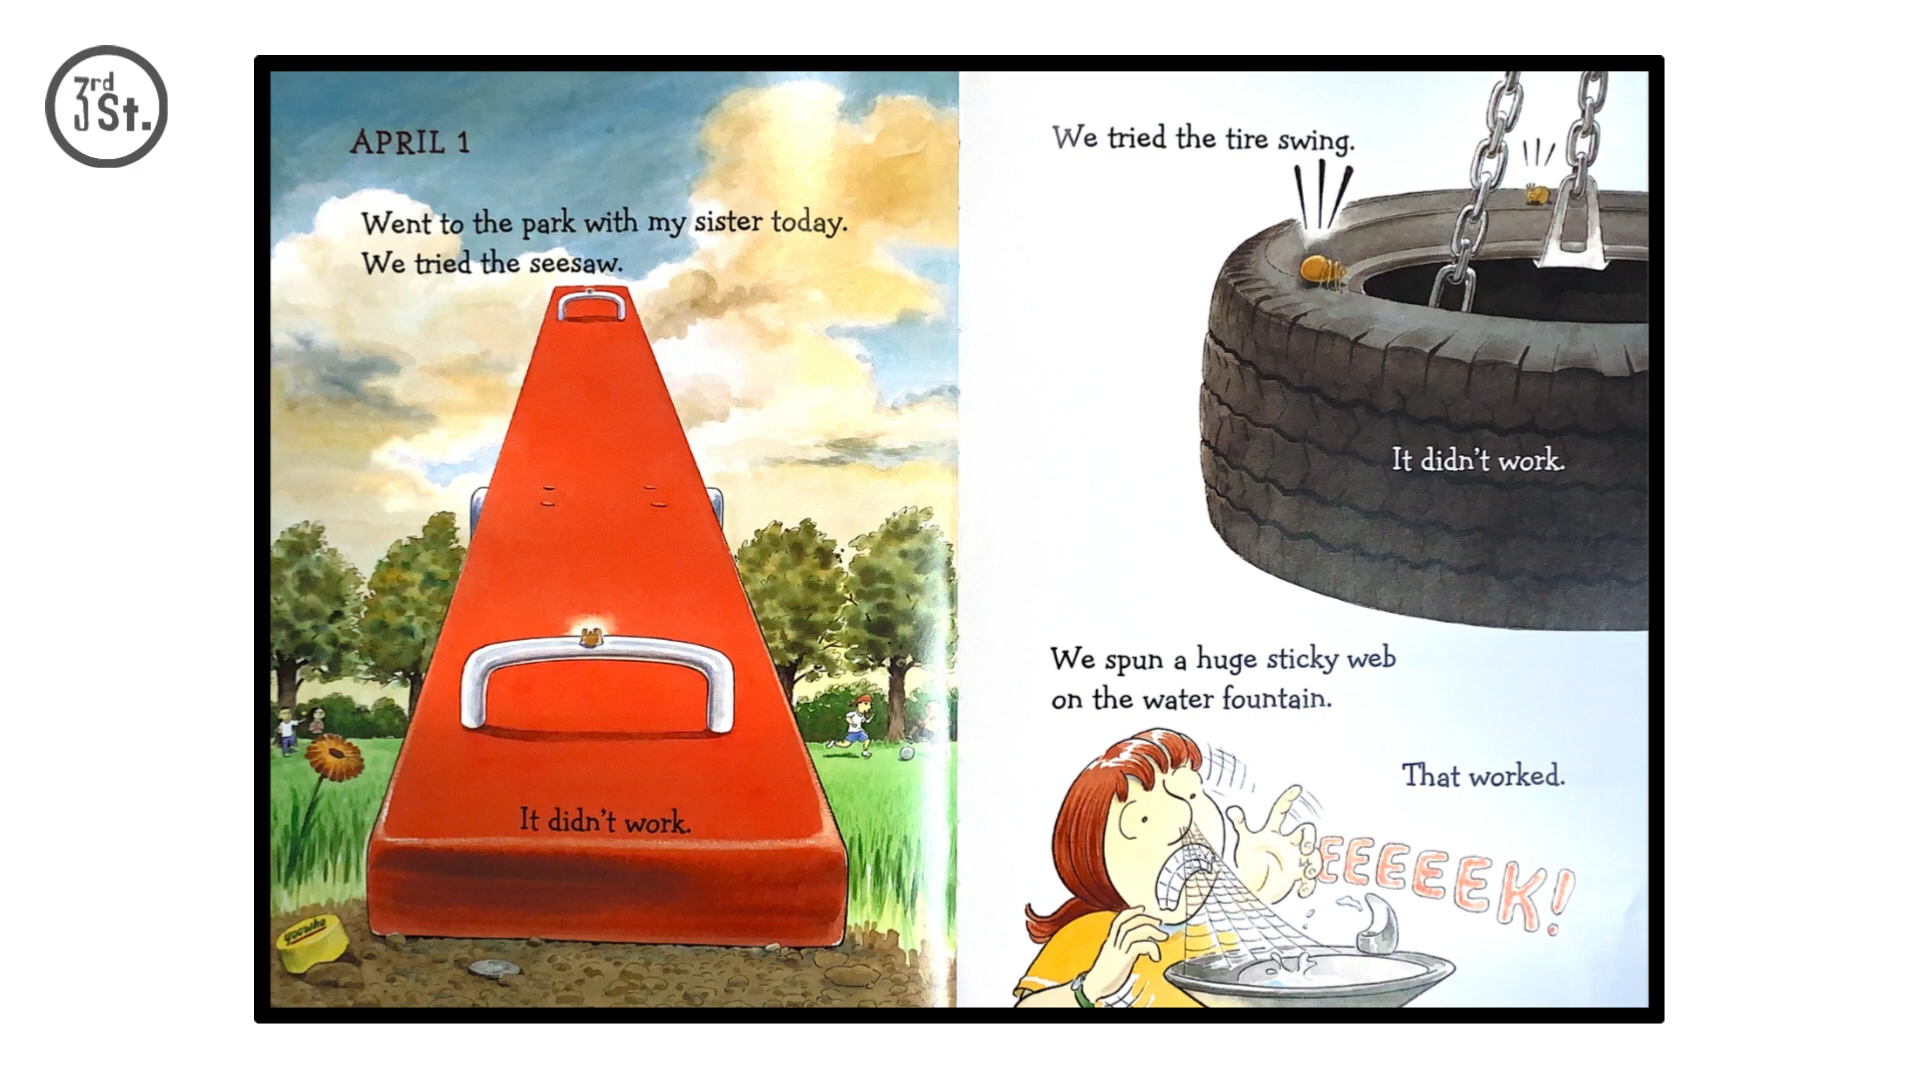 3rd
St.
APRIL 1
Went to the park with my sister today.
We tried the seesaw.
It didn't work.
We tried the tire swing.
It didn't work.
We spun a huge sticky web
on the water fountain.
That worked.
EEEEEK!